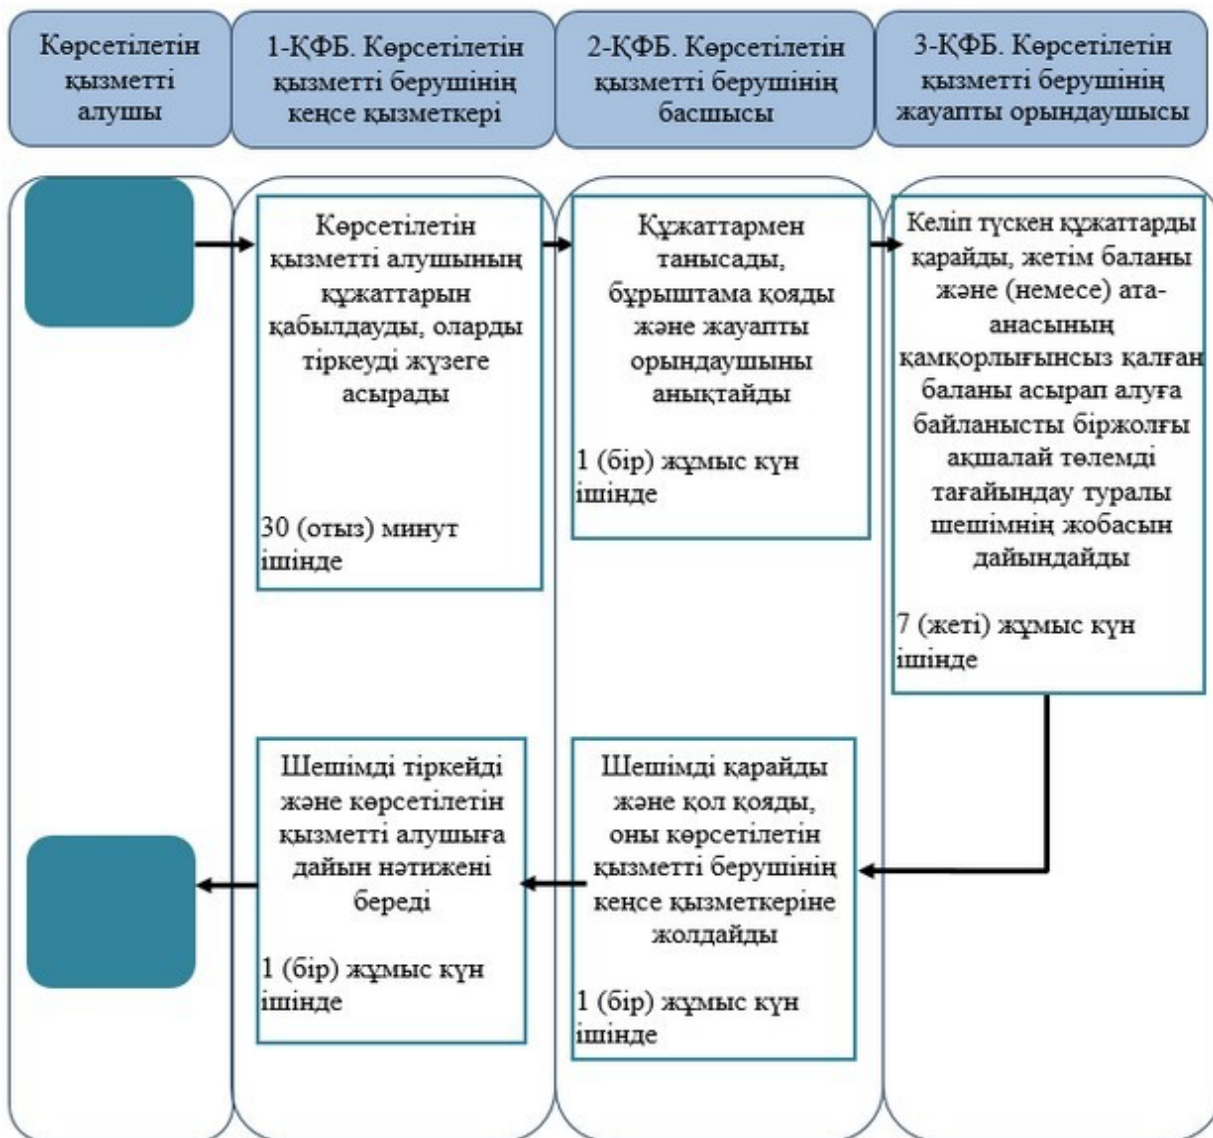 Көрсетілетін
қызметті
алушы
1-ҚФБ. Көрсетілетін
қызметті берушінің
кеңсе қызметкері
2-ҚФБ. Көрсетілетін
қызметті берушінің
басшысы
3-ҚФБ. Көрсетілетін
қызметті берушінің
жауапты орындаушысы
Көрсетілетін
қызметті алушының
құжаттарын
қабылдауды, оларды
тіркеуді жүзеге
асырады
30 (отыз) минут
ішінде
Құжаттармен
танысады,
бұрыштама қояды
және жауапты
орындаушыны
анықтайды
1 (бір) жұмыс күн
ішінде
Келіп түскен құжаттарды
қарайды, жетім баланы
және (немесе) ата-
анасының
қамқорлығынсыз қалған
баланы асырап алуға
байланысты біржолғы
ақшалай төлемді
тағайындау туралы
шешімнің жобасын
дайындайды
7 (жеті) жұмыс күн
ішінде
Шешімді тіркейді
және көрсетілетін
қызметті алушыға
дайын нәтижені
береді
1 (бір) жұмыс күн
ішінде
Шешімді қарайды
және қол қояды,
оны көрсетілетін
қызметті берушінің
кеңсе қызметкеріне
жолдайды
1 (бір) жұмыс күн
ішінде